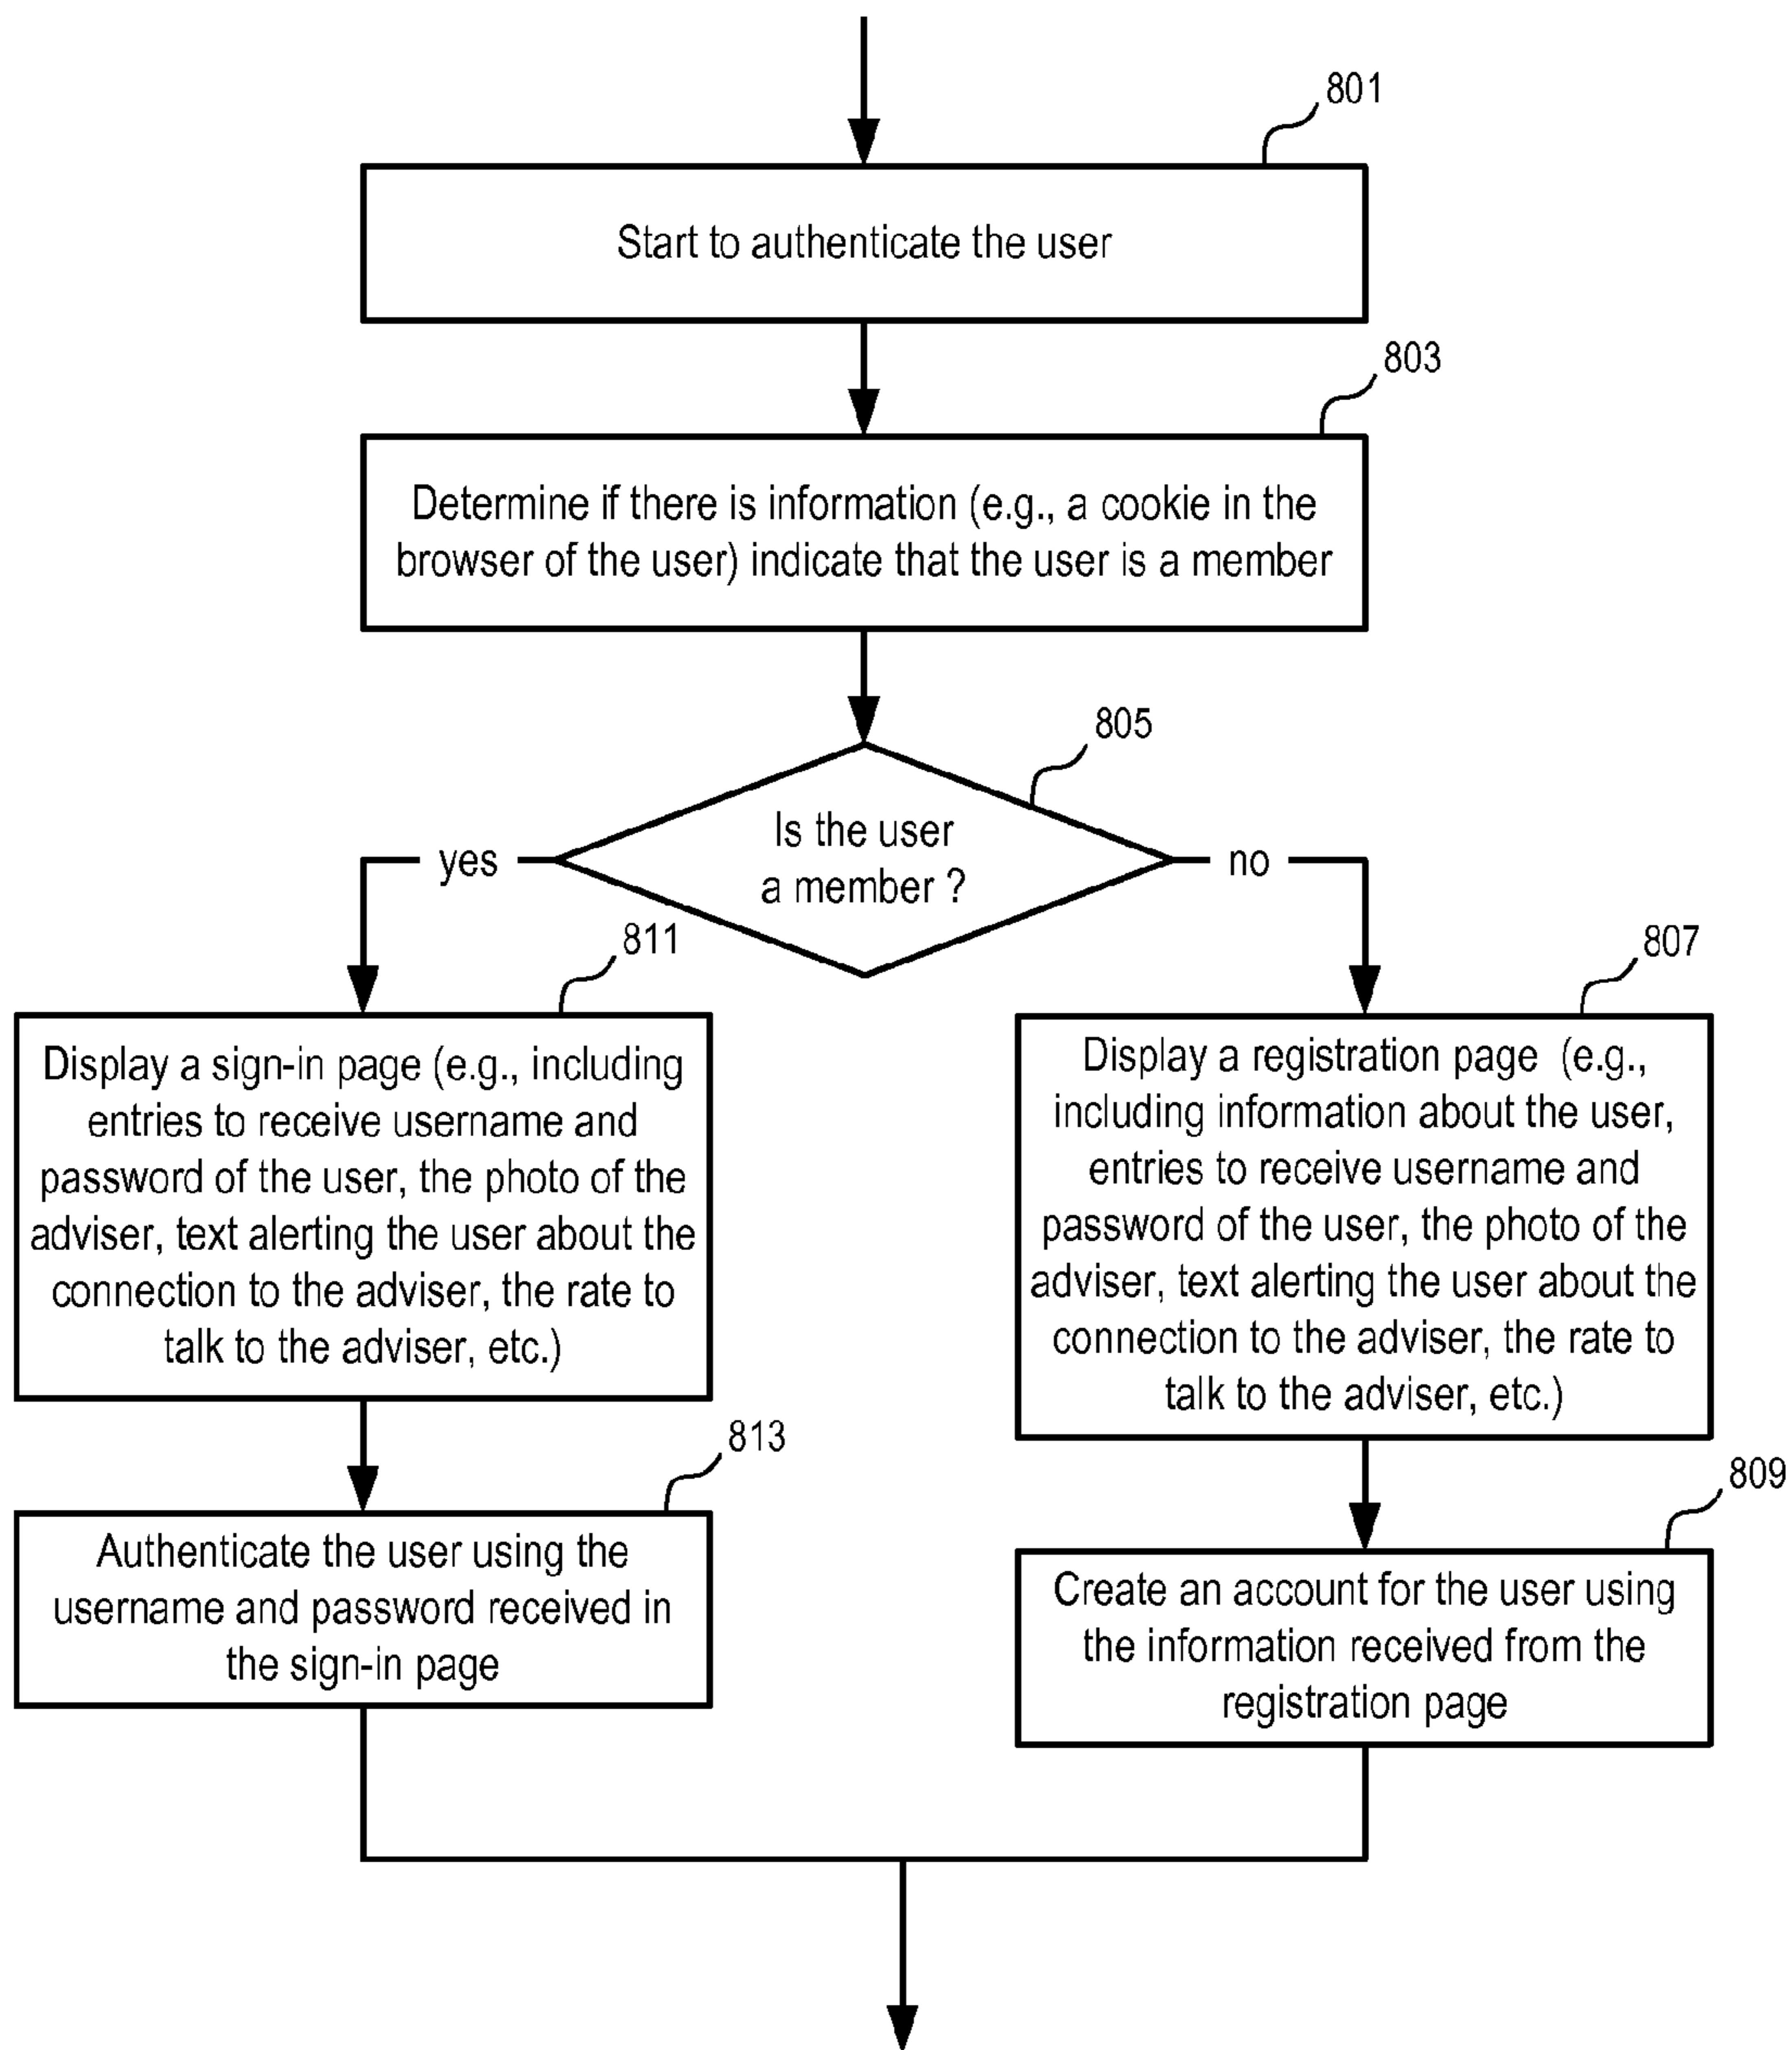 801
Start to authenticate the user
803
Determine if there is information (e.g., a cookie in the
browser of the user) indicate that the user is a member
805
Is the user
a member ?
yes
no
811
Display a sign-in page (e.g., including
entries to receive username and
password of the user, the photo of the
adviser, text alerting the user about the
connection to the adviser, the rate to
talk to the adviser, etc.)
807
Display a registration page (e.g.,
including information about the user,
entries to receive username and
password of the user, the photo of the
adviser, text alerting the user about the
connection to the adviser, the rate to
talk to the adviser, etc.)
813
Authenticate the user using the
username and password received in
the sign-in page
809
Create an account for the user using
the information received from the
registration page